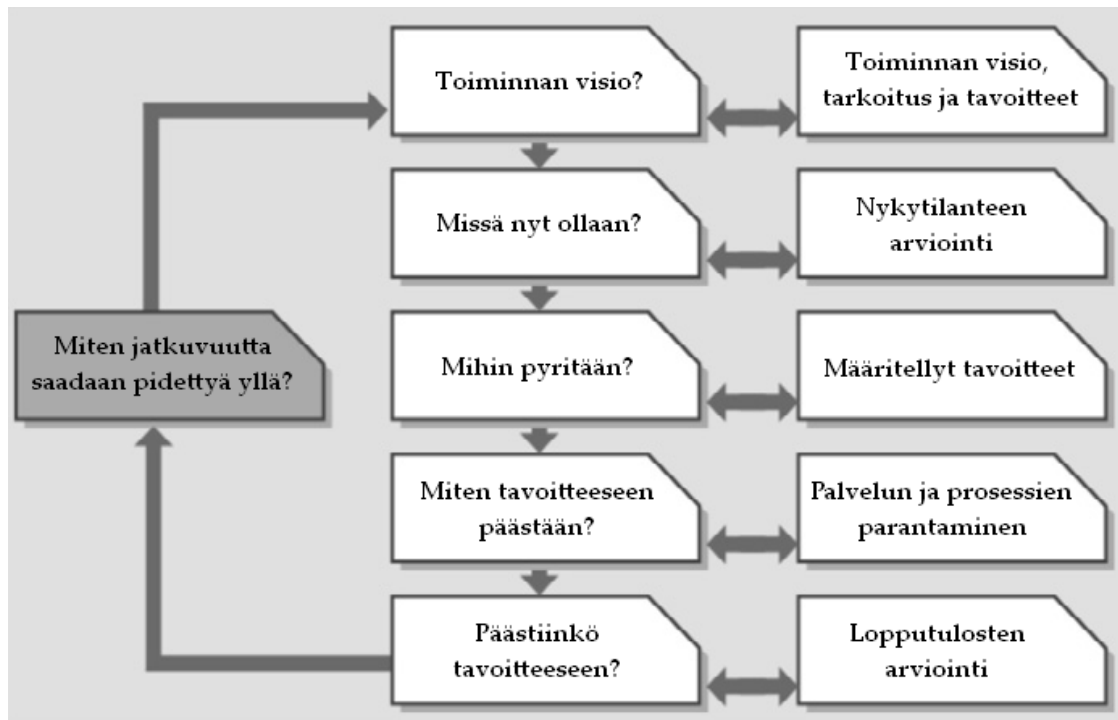 Toiminnan visio?
Toiminnan visio,
tarkoitus ja tavoitteet
Missä nyt ollaan?
Nykytilanteen
arviointi
Miten jatkuvuutta
saadaan pidettyä yllä?
Mihin pyritään?
Määritellyt tavoitteet
Miten tavoitteeseen
päästään?
Palvelun ja prosessien
parantaminen
Päästiinkö
tavoitteeseen?
Lopputulosten
arviointi